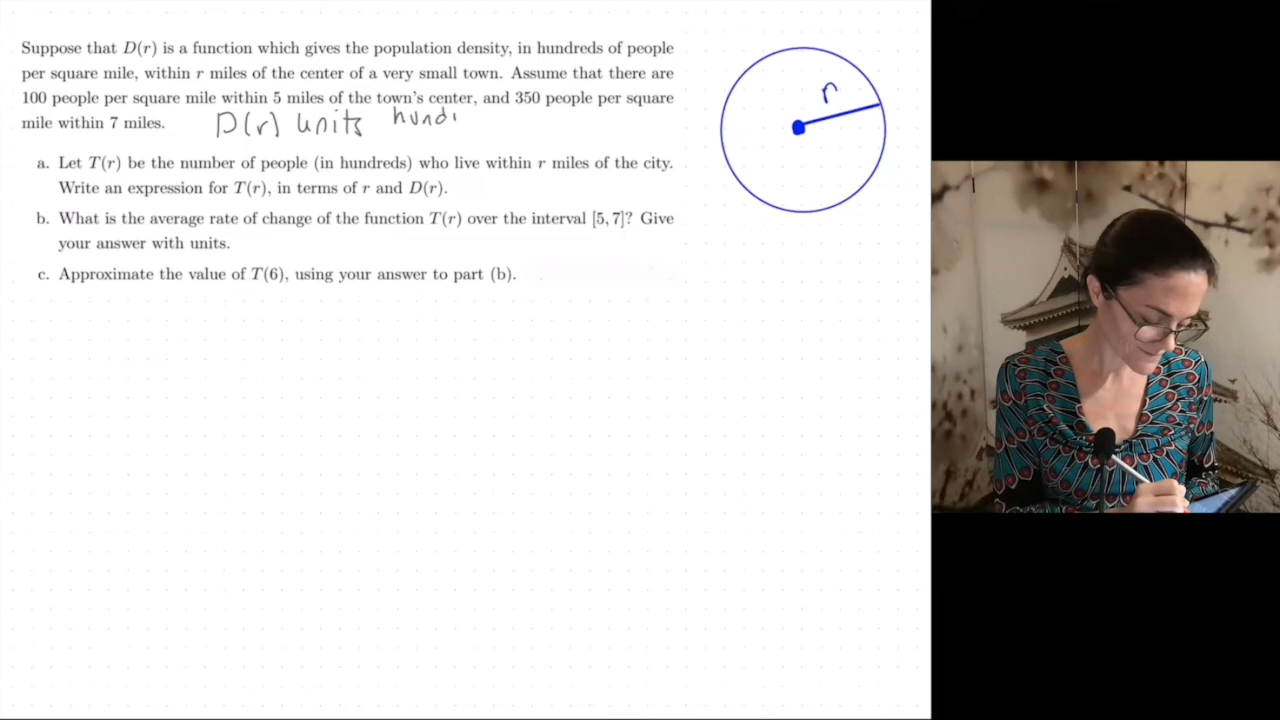 Suppose that D(r) is a function which gives the population density, in hundreds of people
per square mile, within r miles of the center of a very small town. Assume that there are
100 people per square mile within 5 miles of the town's center, and 350 people per square
mile within 7 miles.
D(r) units hund
a. Let T(r) be the number of people (in hundreds) who live within r miles of the city.
Write an expression for T(r), in terms of r and D(r).
b. What is the average rate of change of the function T(r) over the interval [5, 7]? Give
your answer with units.
c. Approximate the value of T(6), using your answer to part (b).
r